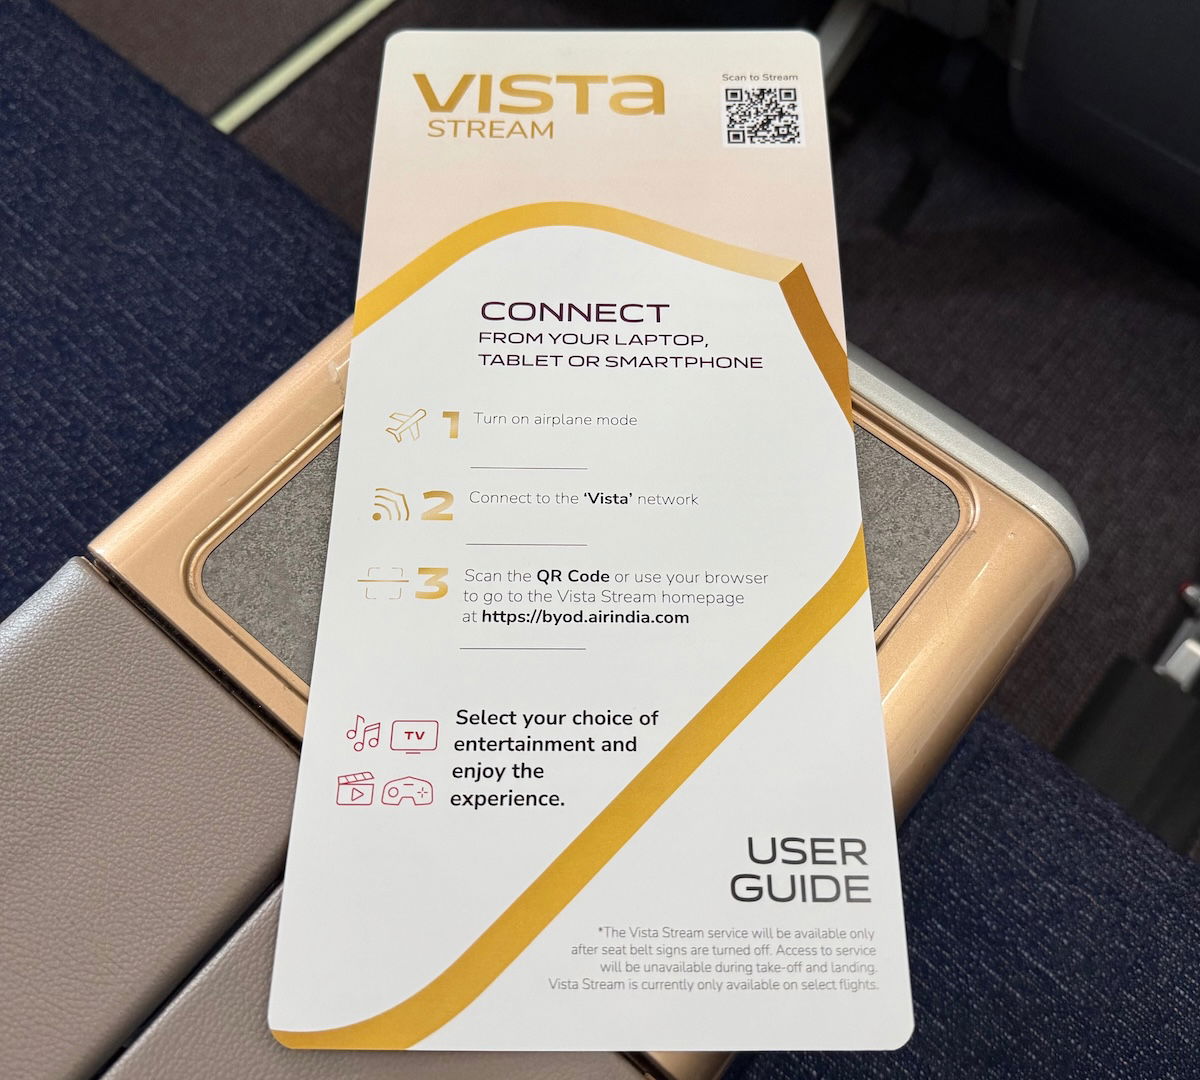 VISTa
STREAM
Scan to Stream
CONNECT
FROM YOUR LAPTOP,
TABLET OR SMARTPHONE
1 Turn on airplane mode
2 Connect to the ‘Vista’ network
3 Scan the QR Code or use your browser
to go to the Vista Stream homepage
at https://byod.airindia.com
TV
Select your choice of
entertainment and
enjoy the
experience.
USER
GUIDE
*The Vista Stream service will be available only
after seat belt signs are turned off. Access to service
will be unavailable during take-off and landing.
Vista Stream is currently only available on select flights.